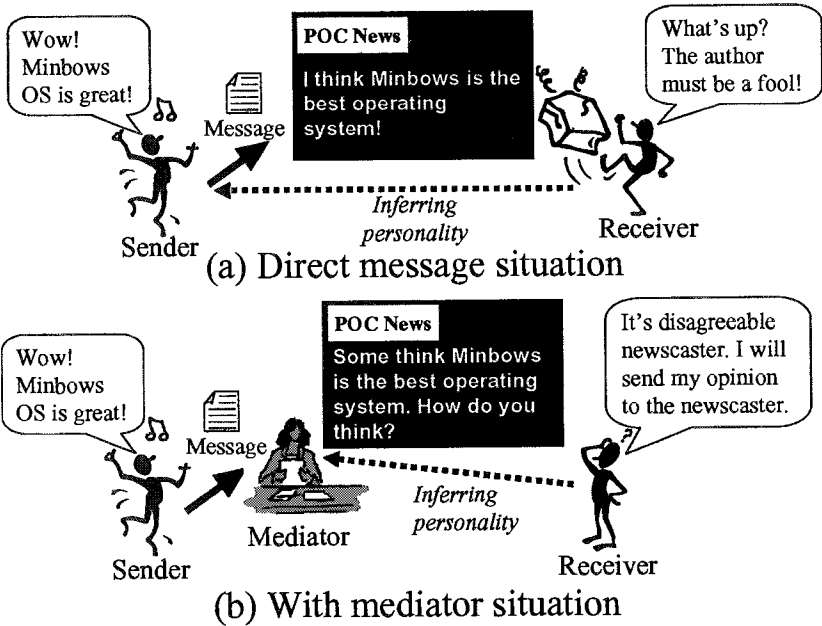 Wow!
Minbows
OS is great!
Message
POC News
I think Minbows is the
best operating
system!
What's up?
The author
must be a fool!
Inferring
personality
Sender
Receiver
(a) Direct message situation
Wow!
Minbows
OS is great!
Message
POC News
Some think Minbows
is the best operating
system. How do you
think?
It's disagreeable
newscaster. I will
send my opinion
to the newscaster.
?
Inferring
personality
Mediator
Sender
Receiver
(b) With mediator situation